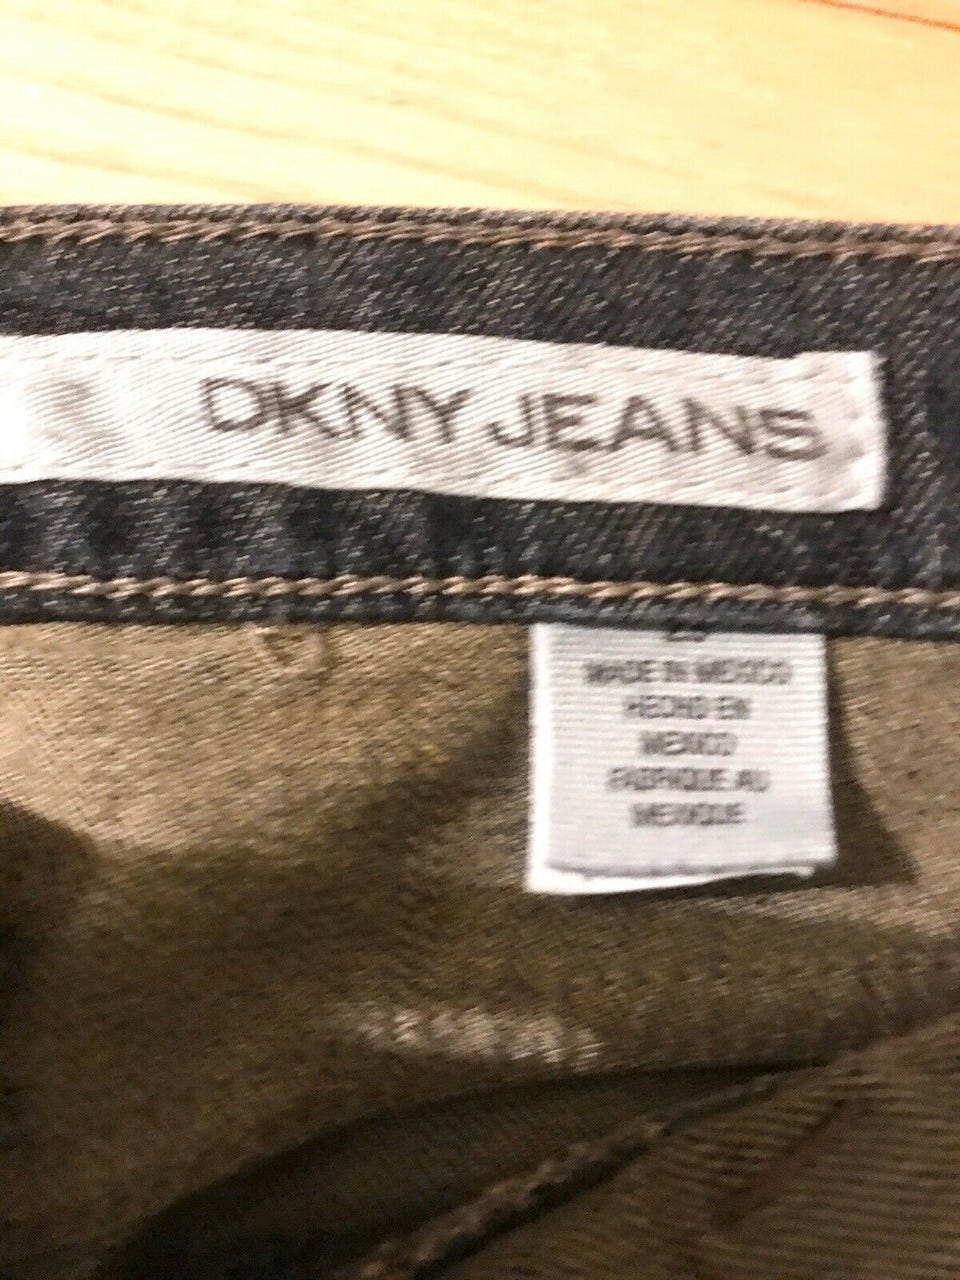 DKNY JEANS
MADE IN MEXICO
HECHO EN
MEXICO
FABRIQUE AU
MEXIQUE